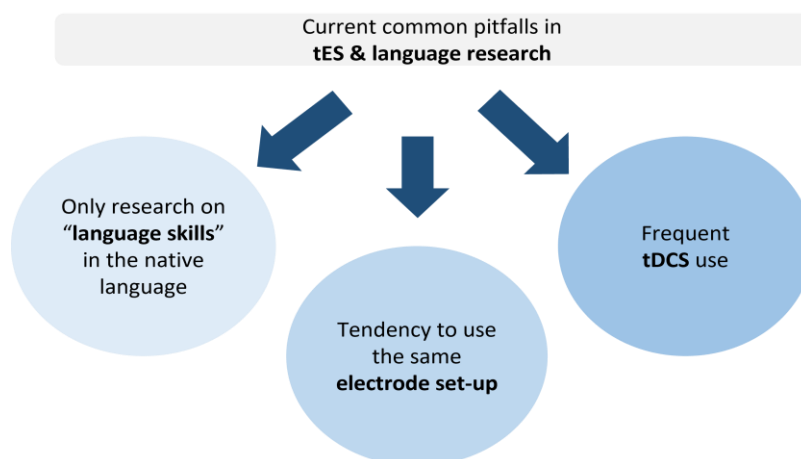 Current common pitfalls in
tES & language research
Only research on
“language skills”
in the native
language
Tendency to use
the same
electrode set-up
Frequent
tDCS use